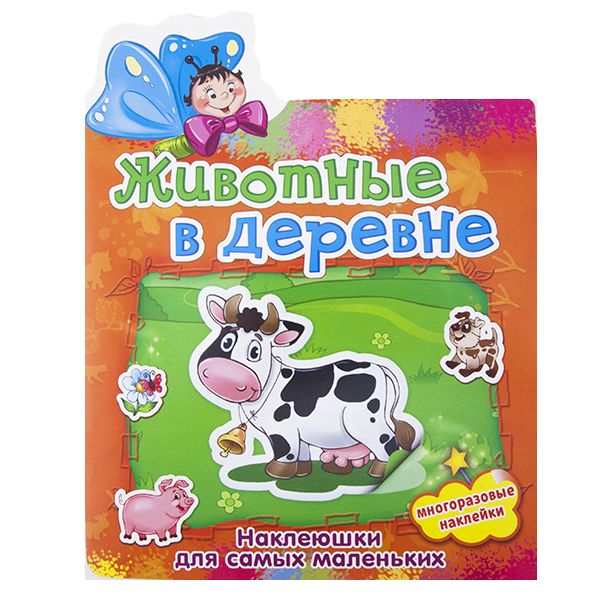 Животные
в деревне
многоразовые
наклейки
Наклеюшки
для самых маленьких